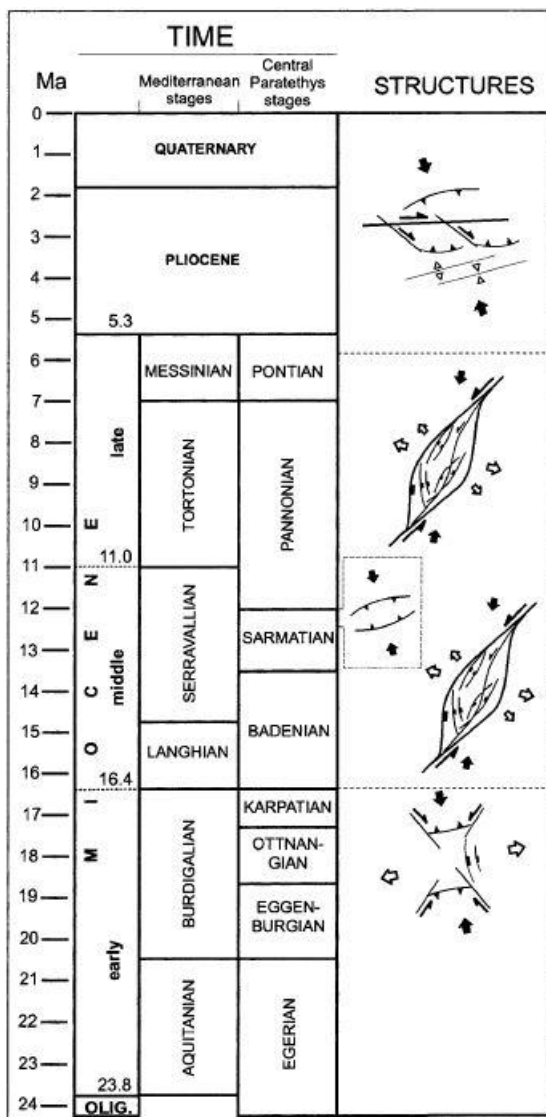 TIME
Ma
Mediterranean
stages
Central
Paratethys
stages
STRUCTURES
0
1
QUATERNARY
2
3
PLIOCENE
4
5
5.3
6
MESSINIAN
PONTIAN
7
8
late
9
TORTONIAN
PANNONIAN
10
11
11.0
12
SERRAVALLIAN
13
SARMATIAN
middle
14
15
BADENIAN
LANGHIAN
16
16.4
17
KARPATIAN
MIOCENE
18
OTTNAN-
GIAN
BURDIGALIAN
19
EGGEN-
BURGIAN
20
21
early
22
AQUITANIAN
EGERIAN
23
23.8
24
OLIG.